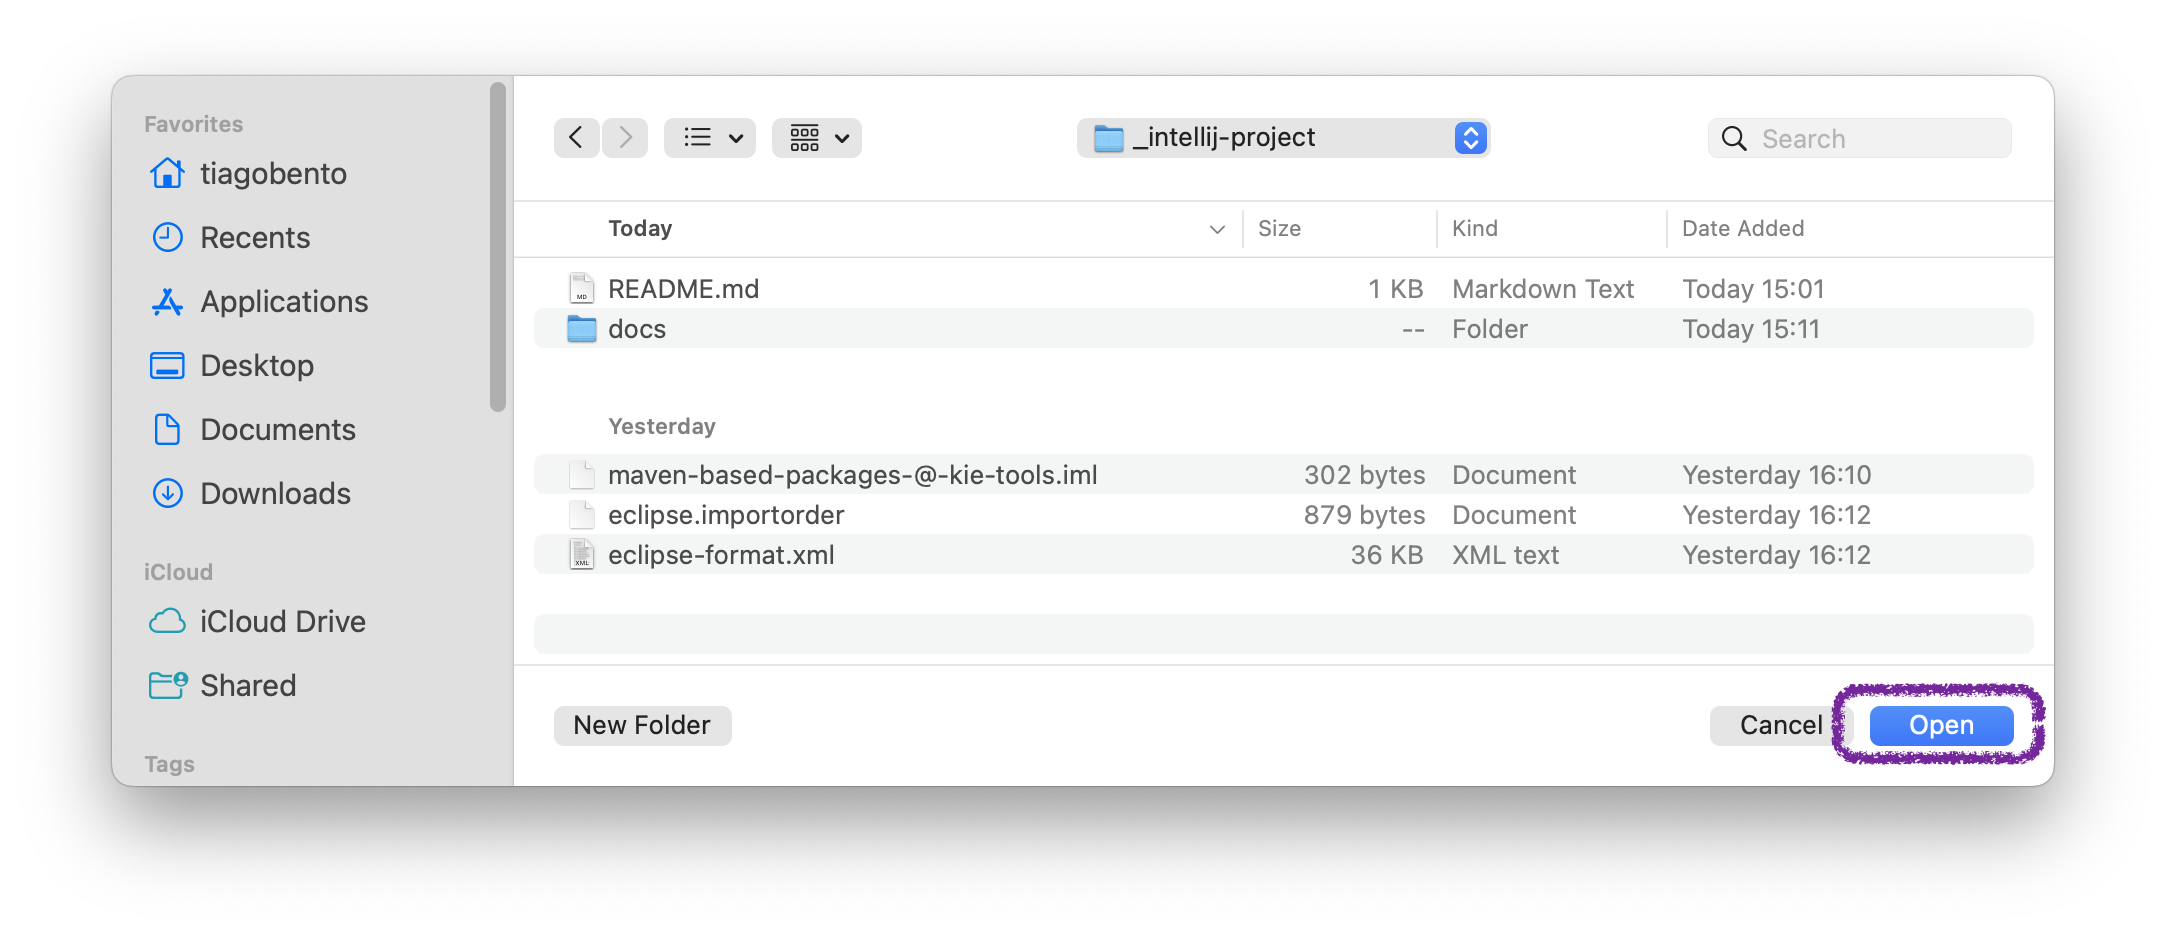 Favorites
tiagobento
Recents
Applications
Desktop
Documents
Downloads
iCloud
iCloud Drive
Shared
Tags
_intellij-project
Search
Today Size Kind Date Added
README.md 1 KB Markdown Text Today 15:01
docs -- Folder Today 15:11
Yesterday
maven-based-packages-@-kie-tools.iml 302 bytes Document Yesterday 16:10
eclipse.importorder 879 bytes Document Yesterday 16:12
eclipse-format.xml 36 KB XML text Yesterday 16:12
New Folder Cancel Open